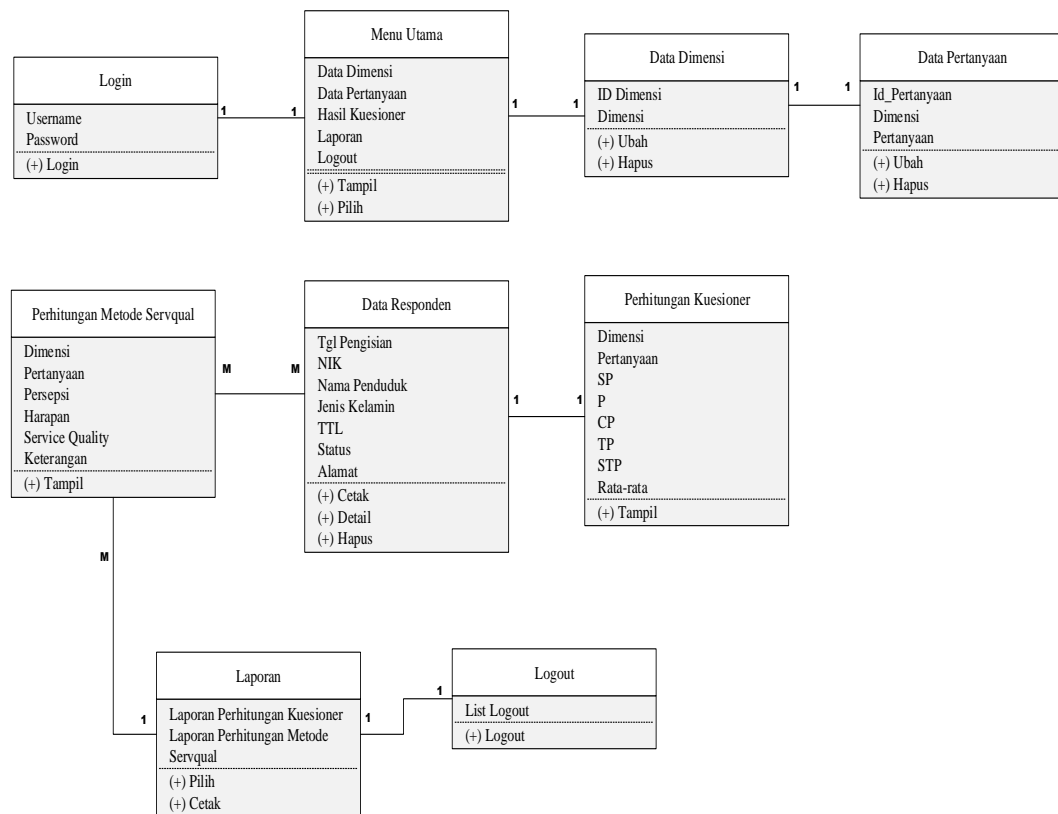 Login
Username
Password
(+) Login
1
1
Menu Utama
Data Dimensi
Data Pertanyaan
Hasil Kuesioner
Laporan
Logout
(+) Tampil
(+) Pilih
1
1
Data Dimensi
ID Dimensi
Dimensi
(+) Ubah
(+) Hapus
1
1
Data Pertanyaan
Id_Pertanyaan
Dimensi
Pertanyaan
(+) Ubah
(+) Hapus
Perhitungan Metode Servqual
Dimensi
Pertanyaan
Persepsi
Harapan
Service Quality
Keterangan
(+) Tampil
M
M
Data Responden
Tgl Pengisian
NIK
Nama Penduduk
Jenis Kelamin
TTL
Status
Alamat
(+) Cetak
(+) Detail
(+) Hapus
1
1
Perhitungan Kuesioner
Dimensi
Pertanyaan
SP
P
CP
TP
STP
Rata-rata
(+) Tampil
M
1
Laporan
Laporan Perhitungan Kuesioner
Laporan Perhitungan Metode
Servqual
(+) Pilih
(+) Cetak
1
1
Logout
List Logout
(+) Logout